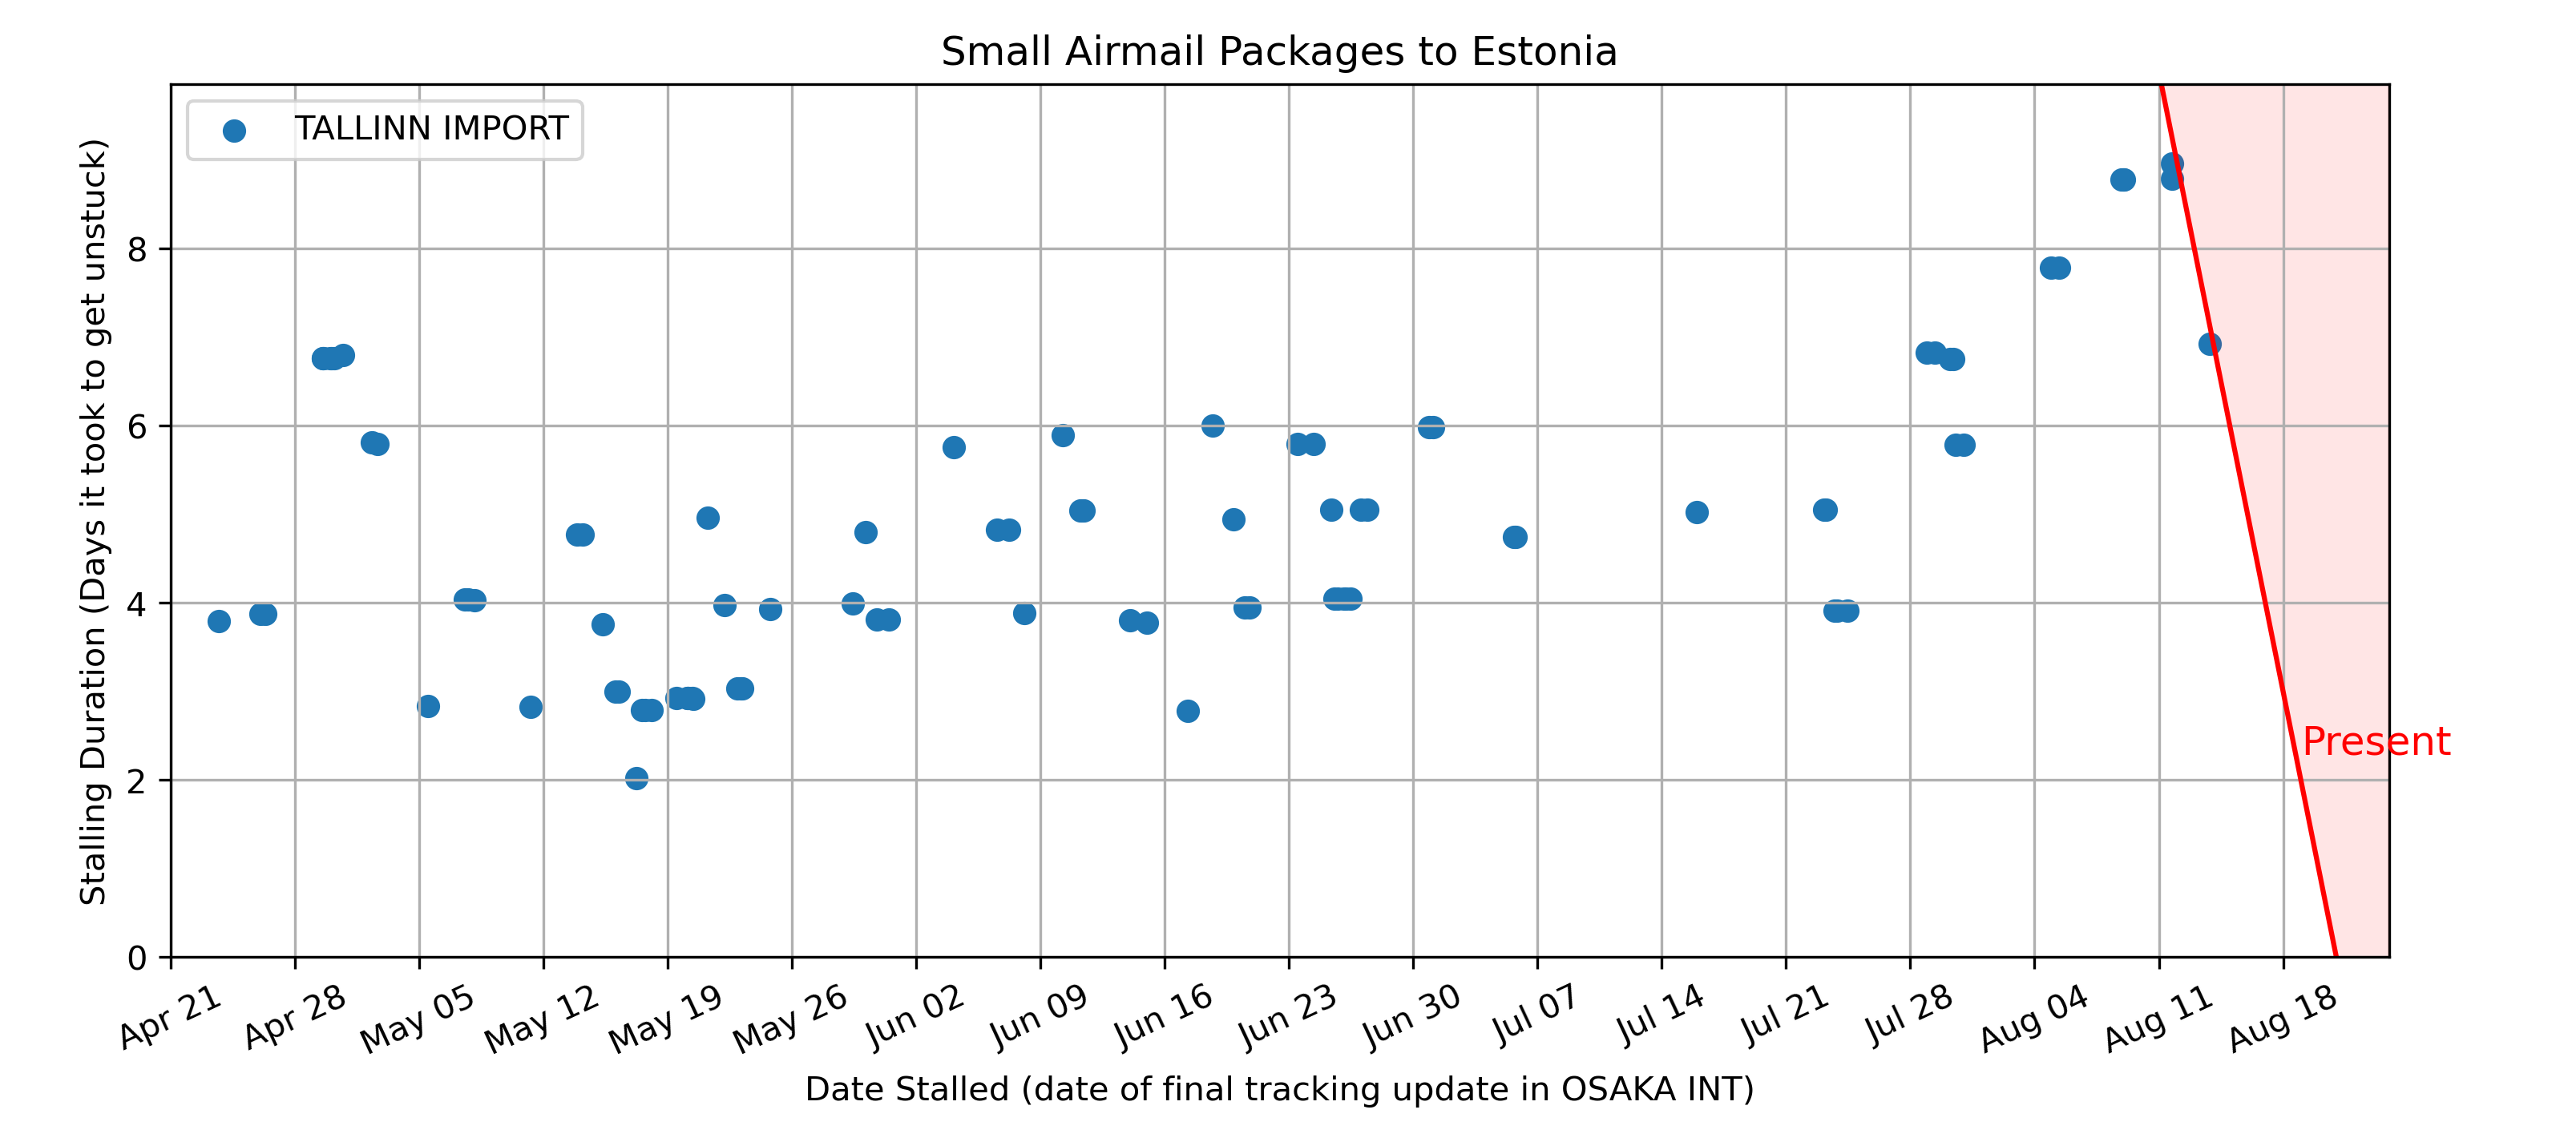 Small Airmail Packages to Estonia
TALLINN IMPORT
Stalling Duration (Days it took to get unstuck)
8
6
4
2
0
Present
Apr 21
Apr 28
May 05
May 12
May 19
May 26
Jun 02
Jun 09
Jun 16
Jun 23
Jun 30
Jul 07
Jul 14
Jul 21
Jul 28
Aug 04
Aug 11
Aug 18
Date Stalled (date of final tracking update in OSAKA INT)